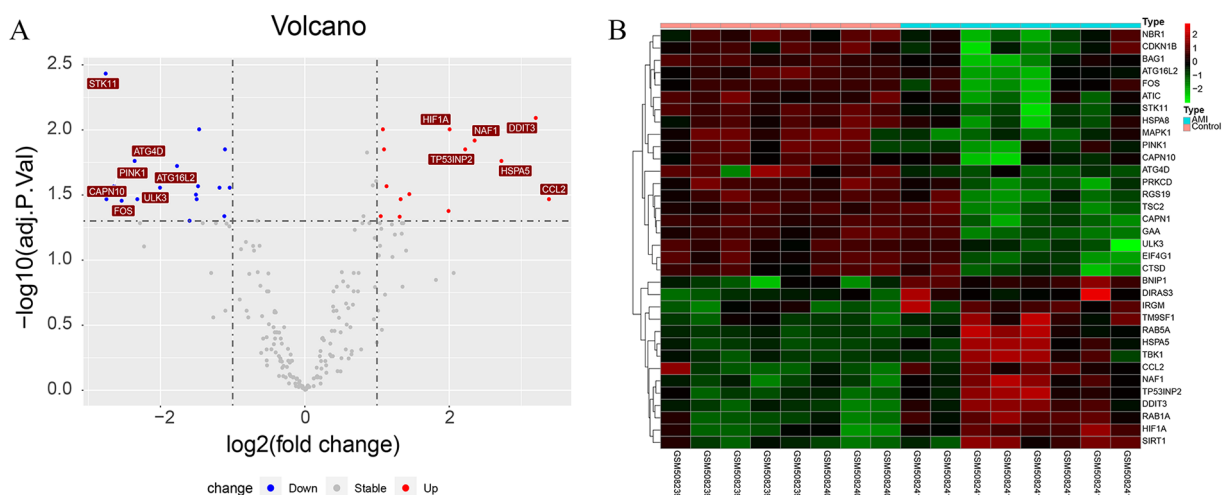 A
Volcano
2.5
2.0
1.5
1.0
0.5
0.0
−log10(adj.P.Val)
STK11
HIF1A
NAF1
DDIT3
ATG4D
TP53INP2
PINK1
ATG16L2
HSPA5
CAPN10
ULK3
CCL2
FOS
−2
0
2
log2(fold change)
change
Down
Stable
Up
B
Type
NBR1
CDKN1B
BAG1
ATG16L2
FOS
ATIC
STK11
HSPA8
MAPK1
PINK1
CAPN10
ATG4D
PRKCD
RGS19
TSC2
CAPN1
GAA
ULK3
EIF4G1
CTSD
BNIP1
DIRAS3
IRGM
TM9SF1
RAB5A
HSPA5
TBK1
CCL2
NAF1
TP53INP2
DDIT3
RAB1A
HIF1A
SIRT1
Type
2
1
0
−1
−2
Type
AMI
Control